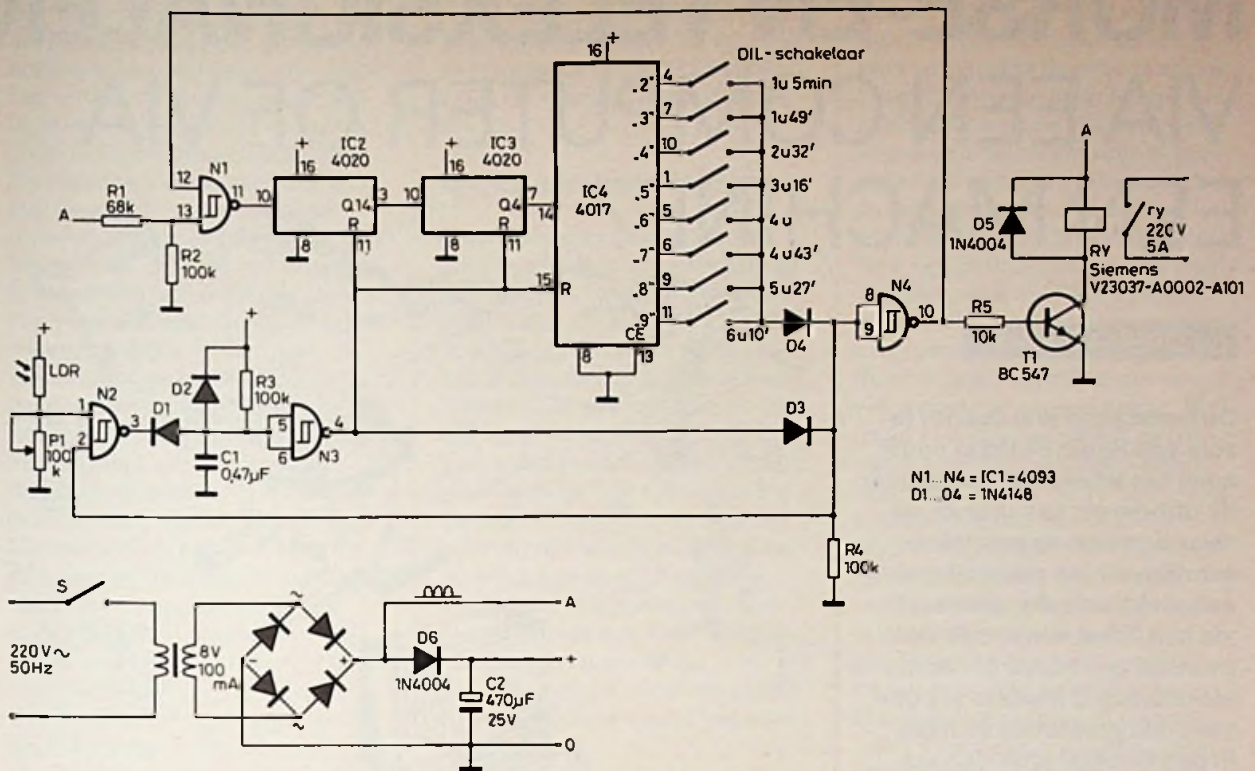 16 +
DIL-schakelaar
„2" 4 1u 5min
„3" 7 1u49'
„4" 10 2u32'
„5" 1 3u16'
„6" 5 4u
„7" 6 4u43'
„8" 9 5u27'
„9" 11 6u10'
IC4
4017
14
15 R
CE
8 13
N1
12
13
11
A
R1
68k
R2
100k
+
16
IC2
4020
10
Q14 3
R
8 11
+
16
IC3
4020
10
Q4 7
R
8 11
D4
8
9
N4
10
R5
10k
T1
BC547
A
D5
1N4004
RY
Siemens
V23037-A0002-A101
ry
220V
5A
+
LDR
P1
100
k
N2
1
2
3
D1
D2
+
R3
100k
C1
0,47µF
5
6
N3
4
D3
N1...N4 = IC1 = 4093
D1...D4 = 1N4148
R4
100k
S
220V~
50Hz
8V
100
mA
~
~
-
+
D6
1N4004
C2
470µF
25V
A
+
0